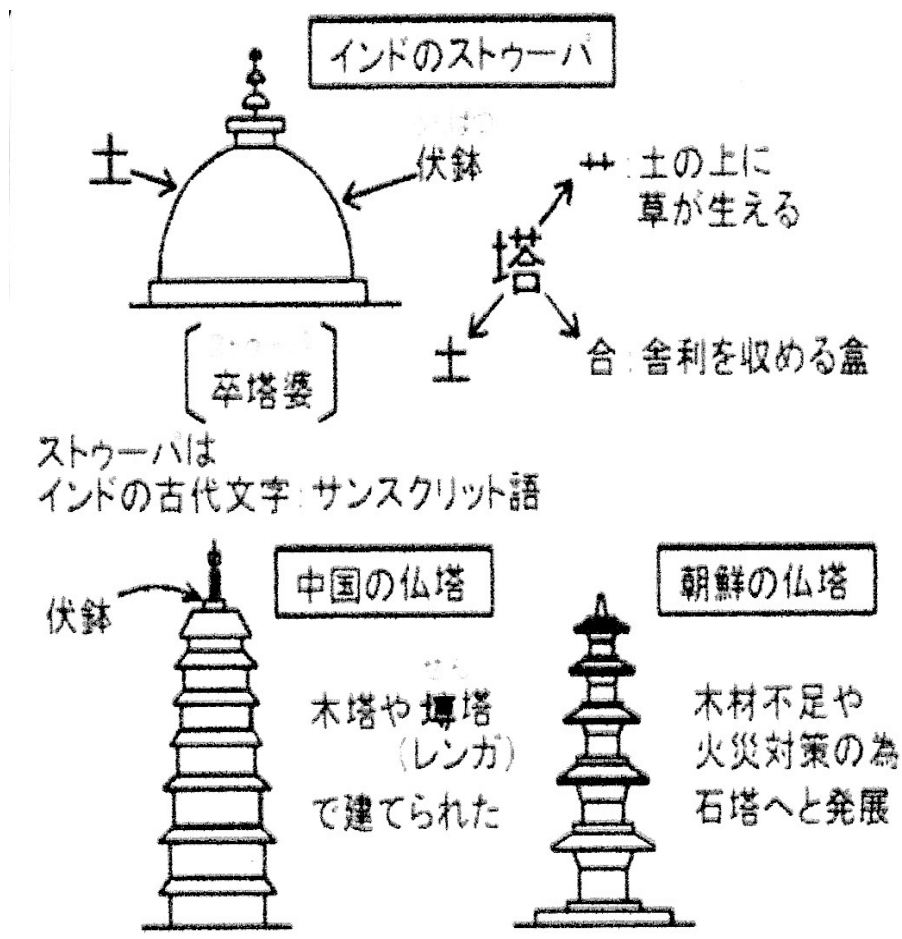 インドのストゥーパ
土
伏鉢
艹:土の上に
草が生える
塔
土
合:舎利を収める盒
卒塔婆
ストゥーパは
インドの古代文字:サンスクリット語
中国の仏塔
伏鉢
木塔や塼塔
(レンガ)
で建てられた
朝鮮の仏塔
木材不足や
火災対策の為
石塔へと発展